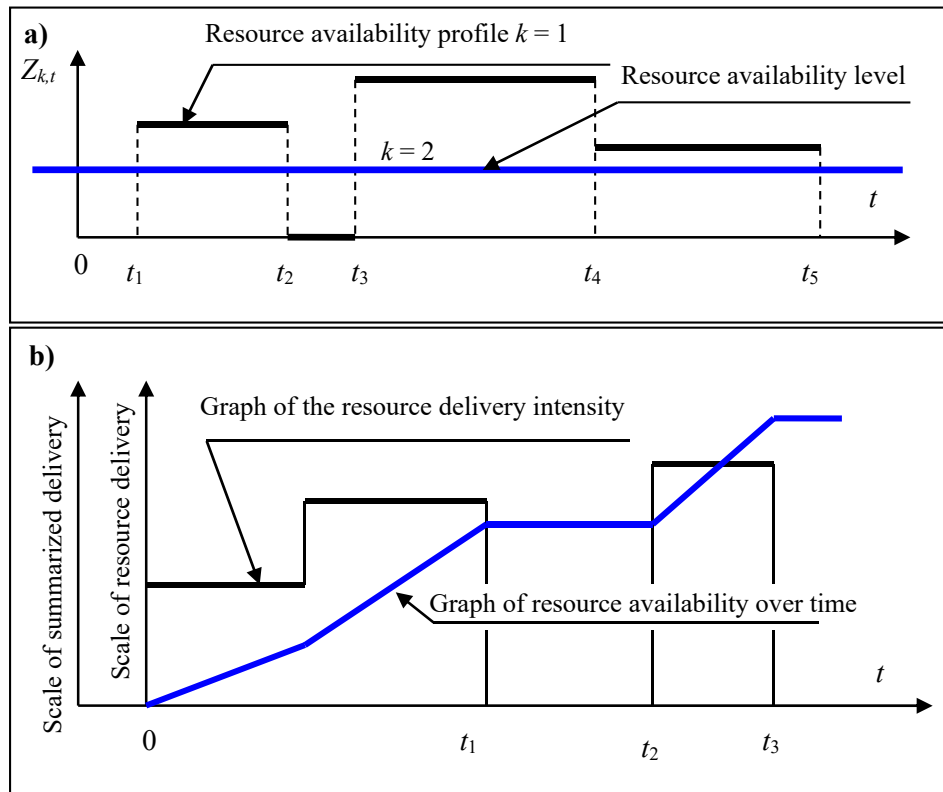 a)
Resource availability profile k = 1
Z_{k,t}
Resource availability level
k = 2
t
0
t_1
t_2
t_3
t_4
t_5
b)
Scale of summarized delivery
Scale of resource delivery
Graph of the resource delivery intensity
Graph of resource availability over time
t
0
t_1
t_2
t_3